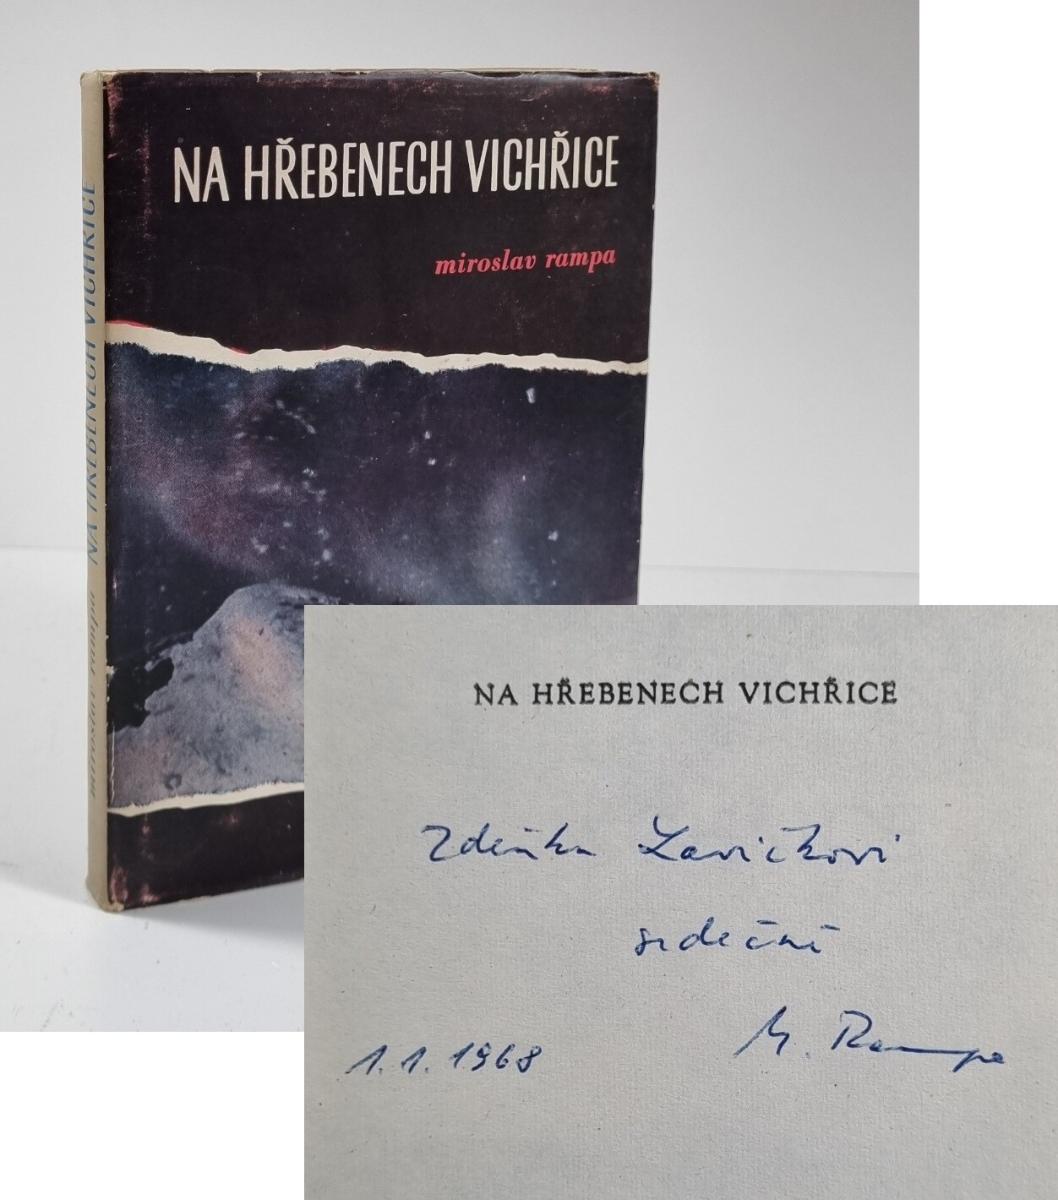 NA HŘEBENECH VICHŘICE
miroslav rampa
miroslav rampa NA HŘEBENECH VICHŘICE
NA HŘEBENECH VICHŘICE
Zdeňku Lavičkovi
srdečně
M. Rampa
1.1.1968